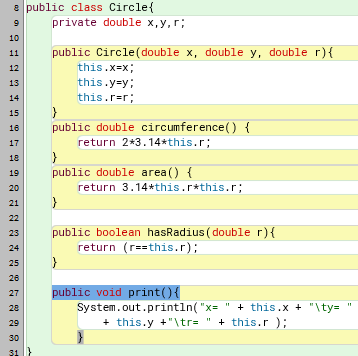 8 public class Circle{
9 private double x,y,r;
10
11 public Circle(double x, double y, double r){
12 this.x=x;
13 this.y=y;
14 this.r=r;
15 }
16 public double circumference() {
17 return 2*3.14*this.r;
18 }
19 public double area() {
20 return 3.14*this.r*this.r;
21 }
22
23 public boolean hasRadius(double r){
24 return (r==this.r);
25 }
26
27 public void print(){
28 System.out.println("x= " + this.x + "\ty= "
29 + this.y +"\tr= " + this.r );
30 }
31 }